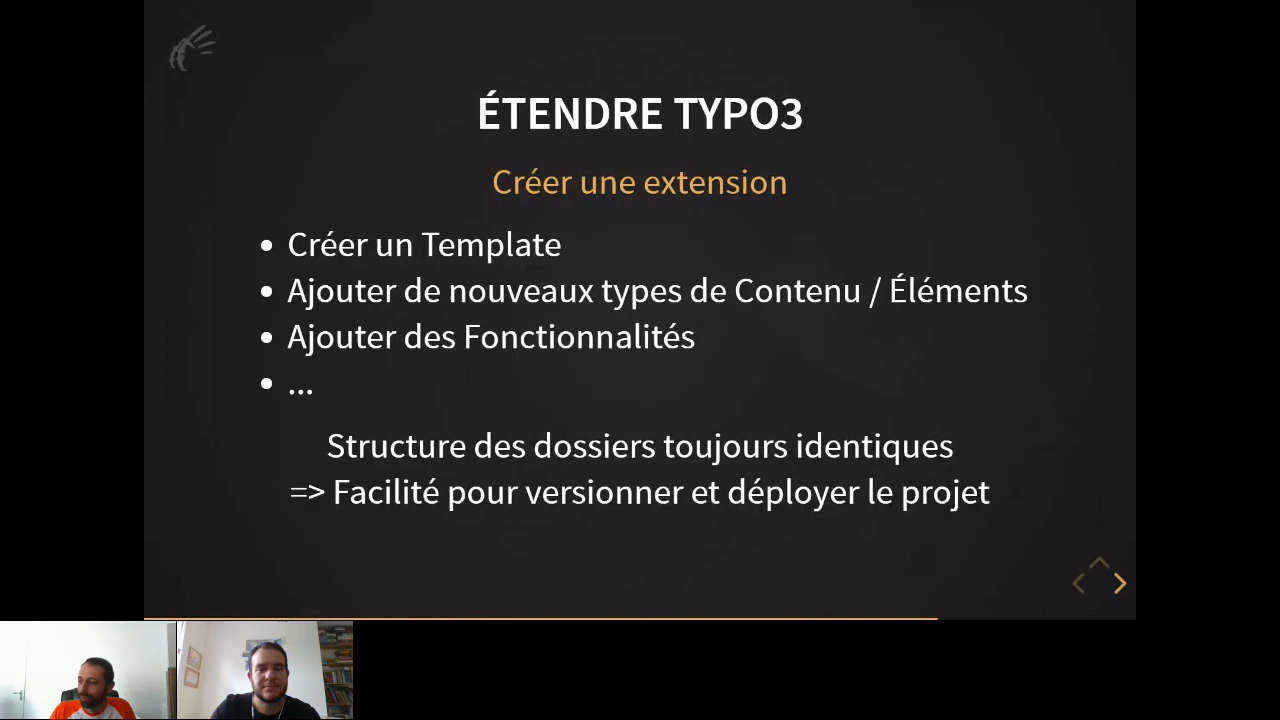 ÉTENDRE TYPO3
Créer une extension
• Créer un Template
• Ajouter de nouveaux types de Contenu / Éléments
• Ajouter des Fonctionnalités
• ...
Structure des dossiers toujours identiques
=> Facilité pour versionner et déployer le projet